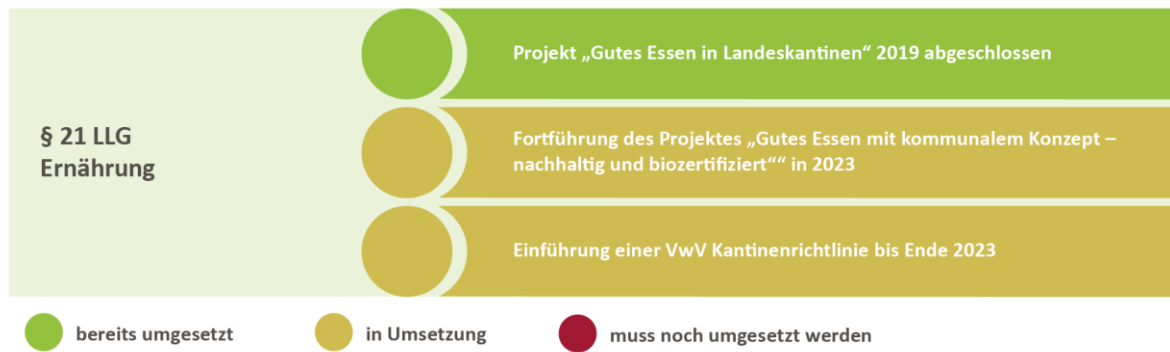 § 21 LLG
Ernährung
Projekt „Gutes Essen in Landeskantinen“ 2019 abgeschlossen
Fortführung des Projektes „Gutes Essen mit kommunalem Konzept –
nachhaltig und biozertifiziert““ in 2023
Einführung einer VwV Kantinenrichtlinie bis Ende 2023
bereits umgesetzt
in Umsetzung
muss noch umgesetzt werden